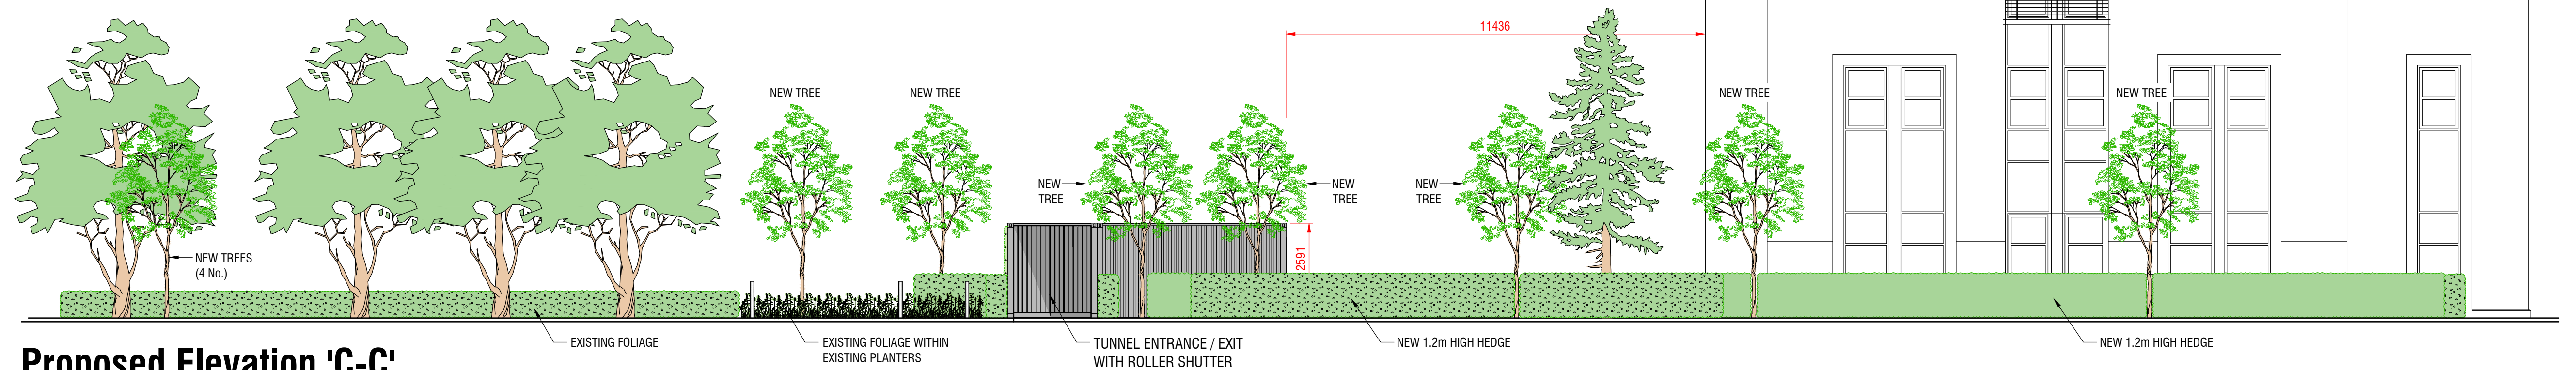 11436
NEW TREE
NEW TREE
NEW TREE
NEW TREE
NEW
TREE
NEW
TREE
NEW
TREE
2591
NEW TREES
(4 No.)
EXISTING FOLIAGE
EXISTING FOLIAGE WITHIN
EXISTING PLANTERS
TUNNEL ENTRANCE / EXIT
WITH ROLLER SHUTTER
NEW 1.2m HIGH HEDGE
NEW 1.2m HIGH HEDGE
Proposed Elevation 'C-C'